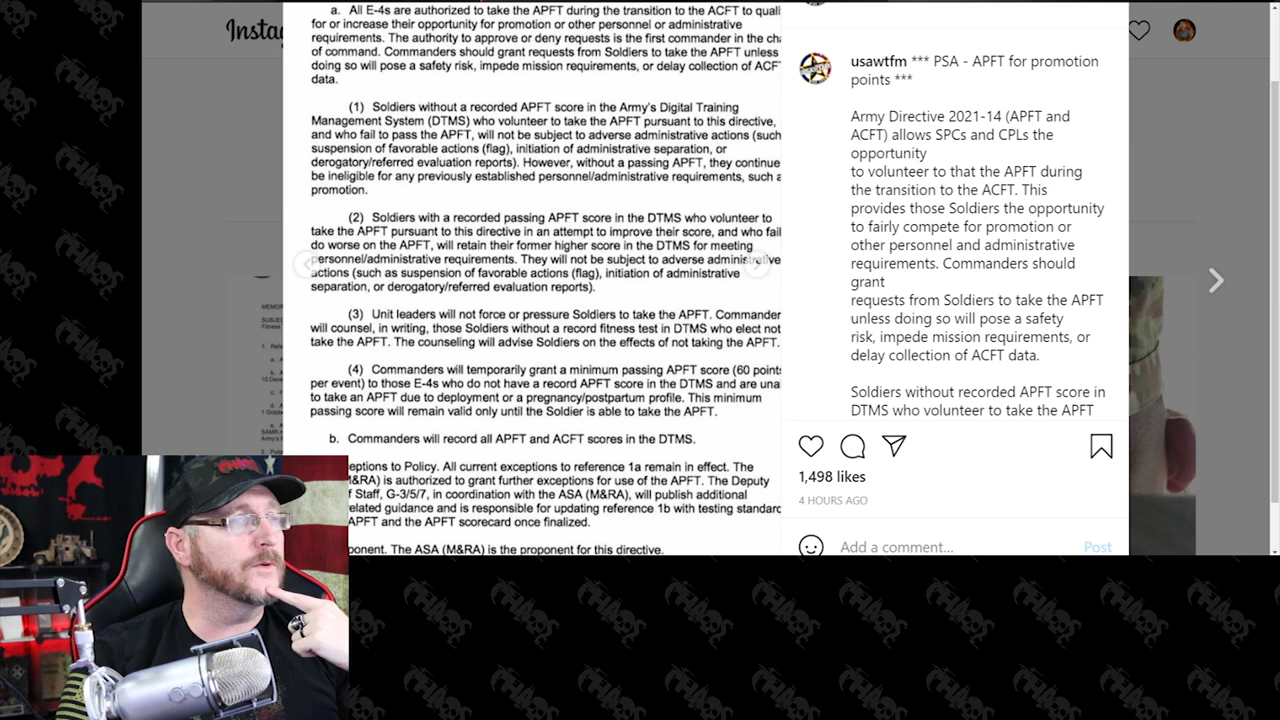 Insta
a. All E-4s are authorized to take the APFT during the transition to the ACFT to quali
for or increase their opportunity for promotion or other personnel or administrative
requirements. The authority to approve or deny requests is the first commander in the cha
of command. Commanders should grant requests from Soldiers to take the APFT unless
doing so will pose a safety risk, impede mission requirements, or delay collection of ACF
data.
(1) Soldiers without a recorded APFT score in the Army's Digital Training
Management System (DTMS) who volunteer to take the APFT pursuant to this directive,
and who fail to pass the APFT, will not be subject to adverse administrative actions (such
suspension of favorable actions (flag), initiation of administrative separation, or
derogatory/referred evaluation reports). However, without a passing APFT, they continue
be ineligible for any previously established personnel/administrative requirements, such a
promotion.
(2) Soldiers with a recorded passing APFT score in the DTMS who volunteer to
take the APFT pursuant to this directive in an attempt to improve their score, and who fail
do worse on the APFT, will retain their former higher score in the DTMS for meeting
personnel/administrative requirements. They will not be subject to adverse administrative
actions (such as suspension of favorable actions (flag), initiation of administrative
separation, or derogatory/referred evaluation reports).
(3) Unit leaders will not force or pressure Soldiers to take the APFT. Commander
will counsel, in writing, those Soldiers without a record fitness test in DTMS who elect not
take the APFT. The counseling will advise Soldiers on the effects of not taking the APFT.
(4) Commanders will temporarily grant a minimum passing APFT score (60 points
per event) to those E-4s who do not have a record APFT score in the DTMS and are una
to take an APFT due to deployment or a pregnancy/postpartum profile. This minimum
passing score will remain valid only until the Soldier is able to take the APFT.
b. Commanders will record all APFT and ACFT scores in the DTMS.
eptions to Policy. All current exceptions to reference 1a remain in effect. The
M&RA) is authorized to grant further exceptions for use of the APFT. The Deputy
f Staff, G-3/5/7, in coordination with the ASA (M&RA), will publish additional
elated guidance and is responsible for updating reference 1b with testing standard
APFT and the APFT scorecard once finalized.
ponent. The ASA (M&RA) is the proponent for this directive.
usawtfm *** PSA - APFT for promotion
points ***
Army Directive 2021-14 (APFT and
ACFT) allows SPCs and CPLs the
opportunity
to volunteer to that the APFT during
the transition to the ACFT. This
provides those Soldiers the opportunity
to fairly compete for promotion or
other personnel and administrative
requirements. Commanders should
grant
requests from Soldiers to take the APFT
unless doing so will pose a safety
risk, impede mission requirements, or
delay collection of ACFT data.
Soldiers without recorded APFT score in
DTMS who volunteer to take the APFT
1,498 likes
4 HOURS AGO
Add a comment...
Post
CHAOS